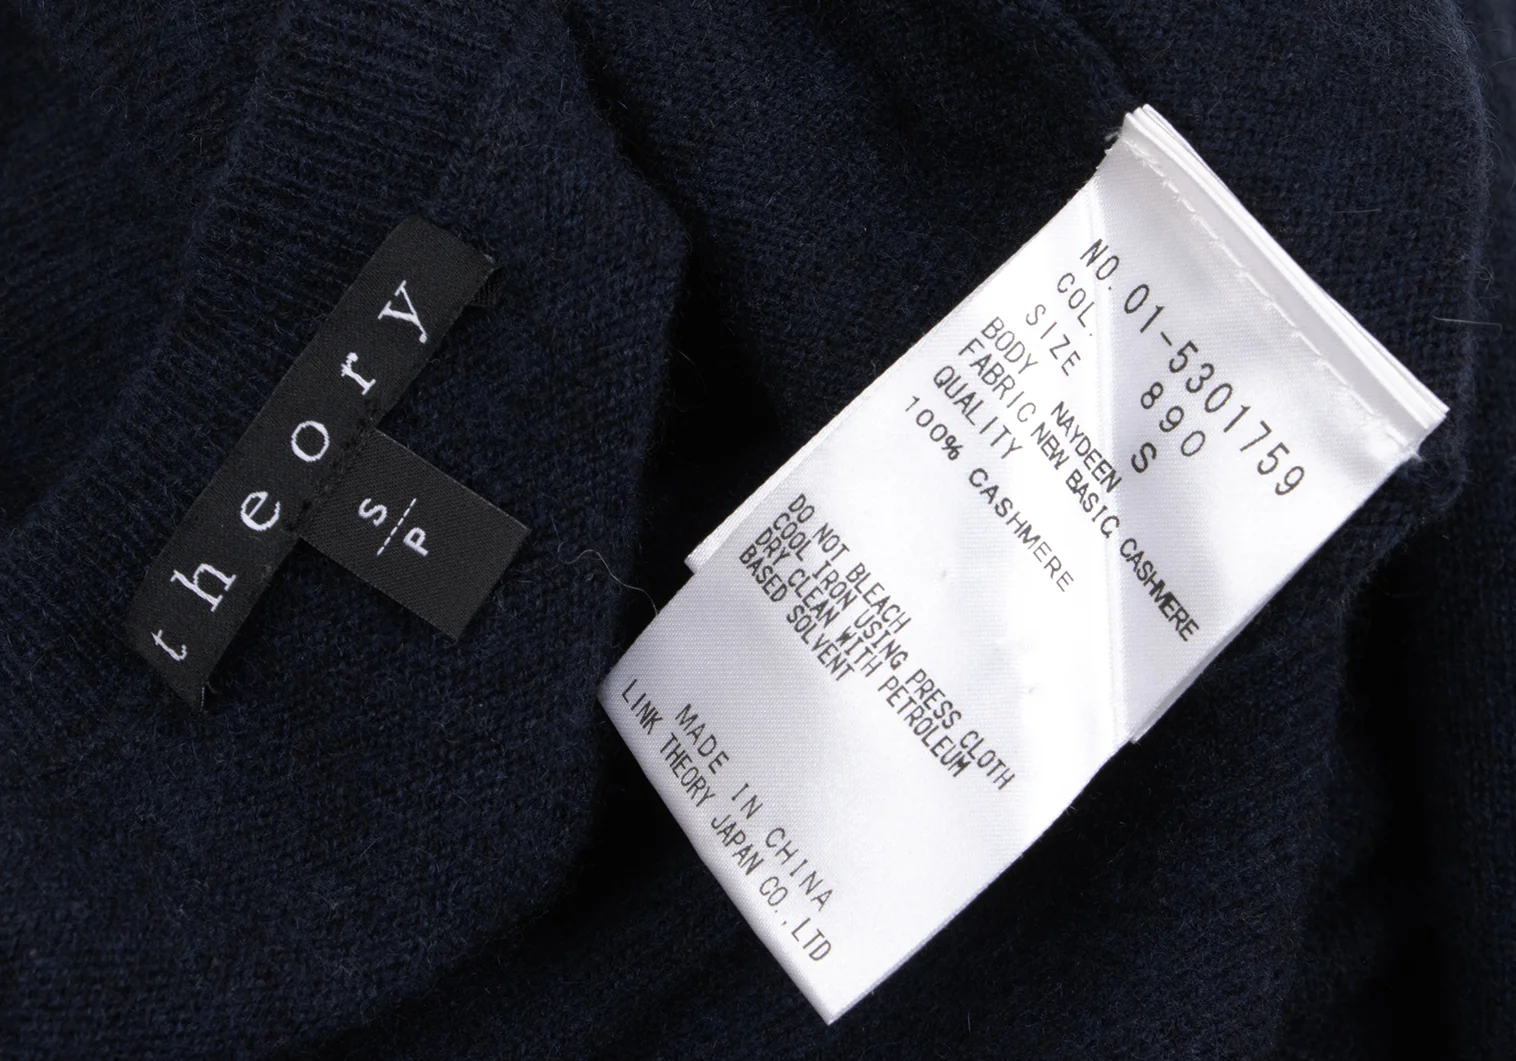 theory
S
P
NO. 01-5301759
COL. 890
SIZE S
BODY NAYDEEN
FABRIC NEW BASIC CASHMERE
QUALITY
100% CASHMERE
DO NOT BLEACH
COOL IRON USING PRESS CLOTH
DRY CLEAN WITH PETROLEUM
BASED SOLVENT
MADE IN CHINA
LINK THEORY JAPAN CO.,LTD